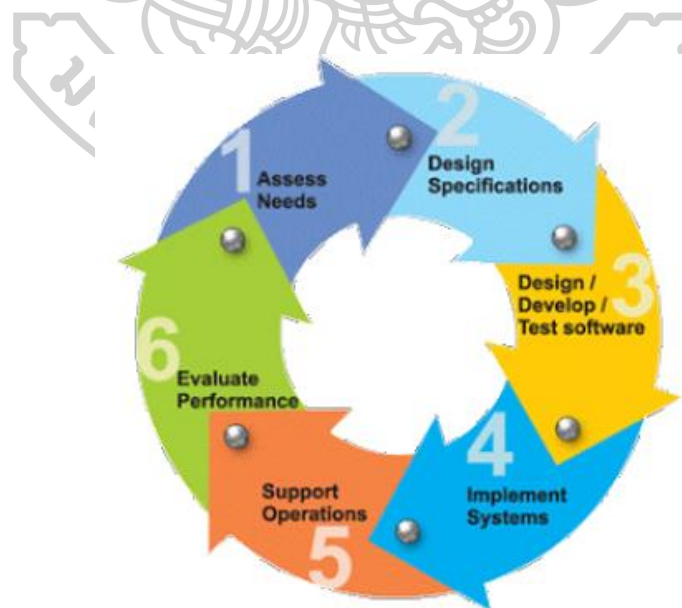 1
Assess
Needs
2
Design
Specifications
3
Design /
Develop /
Test software
4
Implement
Systems
5
Support
Operations
6
Evaluate
Performance